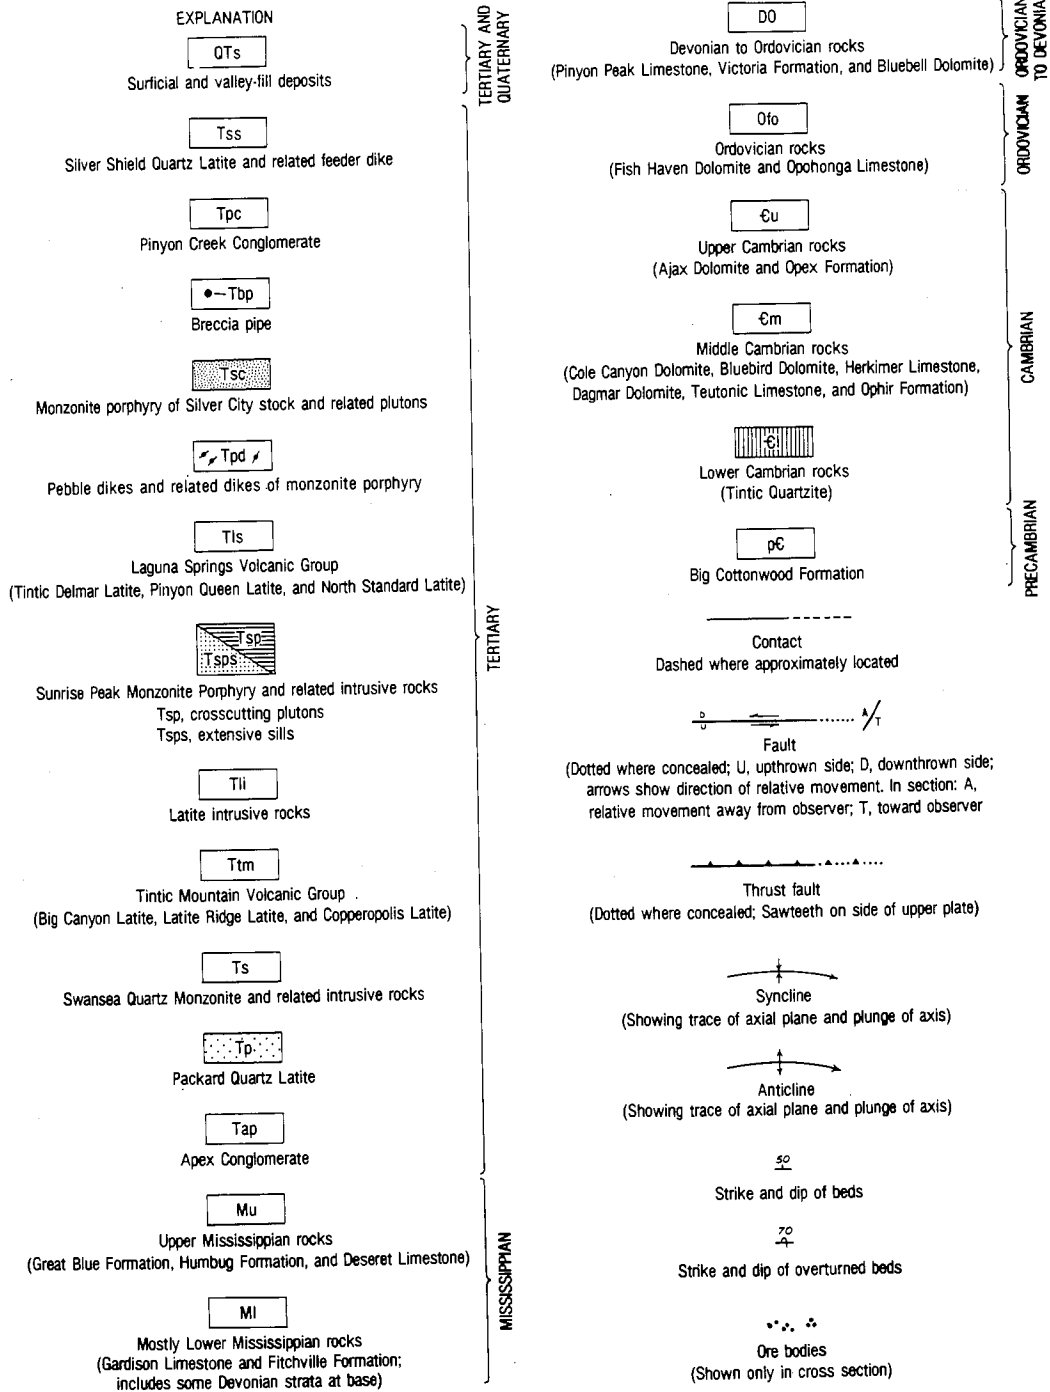 EXPLANATION
QTs
Surficial and valley-fill deposits
TERTIARY AND
QUATERNARY
Tss
Silver Shield Quartz Latite and related feeder dike
Tpc
Pinyon Creek Conglomerate
Tbp
Breccia pipe
Tsc
Monzonite porphyry of Silver City stock and related plutons
Tpd
Pebble dikes and related dikes of monzonite porphyry
Tls
Laguna Springs Volcanic Group
(Tintic Delmar Latite, Pinyon Queen Latite, and North Standard Latite)
Tsp
Tsps
Sunrise Peak Monzonite Porphyry and related intrusive rocks
Tsp, crosscutting plutons
Tsps, extensive sills
Tli
Latite intrusive rocks
Ttm
Tintic Mountain Volcanic Group
(Big Canyon Latite, Latite Ridge Latite, and Copperopolis Latite)
Ts
Swansea Quartz Monzonite and related intrusive rocks
Tp
Packard Quartz Latite
Tap
Apex Conglomerate
TERTIARY
Mu
Upper Mississippian rocks
(Great Blue Formation, Humbug Formation, and Deseret Limestone)
Ml
Mostly Lower Mississippian rocks
(Gardison Limestone and Fitchville Formation;
includes some Devonian strata at base)
MISSISSIPPIAN
DO
Devonian to Ordovician rocks
(Pinyon Peak Limestone, Victoria Formation, and Bluebell Dolomite)
ORDOVICIAN
TO DEVONIA
Ofo
Ordovician rocks
(Fish Haven Dolomite and Opohonga Limestone)
ORDOVICIAN
Єu
Upper Cambrian rocks
(Ajax Dolomite and Opex Formation)
Єm
Middle Cambrian rocks
(Cole Canyon Dolomite, Bluebird Dolomite, Herkimer Limestone,
Dagmar Dolomite, Teutonic Limestone, and Ophir Formation)
Єl
Lower Cambrian rocks
(Tintic Quartzite)
CAMBRIAN
pЄ
Big Cottonwood Formation
PRECAMBRIAN
Contact
Dashed where approximately located
D
U
A/T
Fault
(Dotted where concealed; U, upthrown side; D, downthrown side;
arrows show direction of relative movement. In section: A,
relative movement away from observer; T, toward observer
Thrust fault
(Dotted where concealed; Sawteeth on side of upper plate)
Syncline
(Showing trace of axial plane and plunge of axis)
Anticline
(Showing trace of axial plane and plunge of axis)
50
Strike and dip of beds
70
Strike and dip of overturned beds
Ore bodies
(Shown only in cross section)